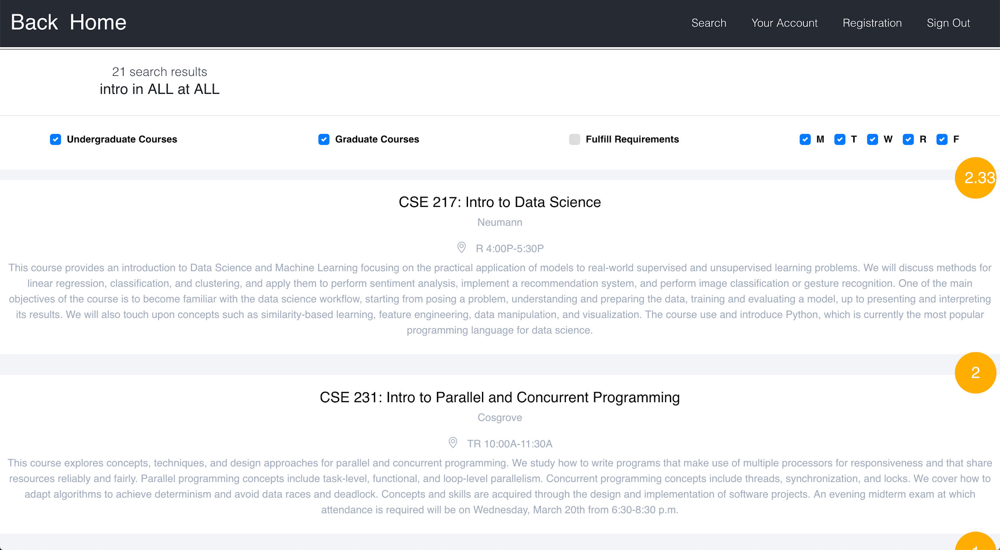 Back Home Search Your Account Registration Sign Out
21 search results
intro in ALL at ALL
Undergraduate Courses Graduate Courses Fulfill Requirements M T W R F
2.33
CSE 217: Intro to Data Science
Neumann
R 4:00P-5:30P
This course provides an introduction to Data Science and Machine Learning focusing on the practical application of models to real-world supervised and unsupervised learning problems. We will discuss methods for
linear regression, classification, and clustering, and apply them to perform sentiment analysis, implement a recommendation system, and perform image classification or gesture recognition. One of the main
objectives of the course is to become familiar with the data science workflow, starting from posing a problem, understanding and preparing the data, training and evaluating a model, up to presenting and interpreting
its results. We will also touch upon concepts such as similarity-based learning, feature engineering, data manipulation, and visualization. The course use and introduce Python, which is currently the most popular
programming language for data science.
2
CSE 231: Intro to Parallel and Concurrent Programming
Cosgrove
TR 10:00A-11:30A
This course explores concepts, techniques, and design approaches for parallel and concurrent programming. We study how to write programs that make use of multiple processors for responsiveness and that share
resources reliably and fairly. Parallel programming concepts include task-level, functional, and loop-level parallelism. Concurrent programming concepts include threads, synchronization, and locks. We cover how to
adapt algorithms to achieve determinism and avoid data races and deadlock. Concepts and skills are acquired through the design and implementation of software projects. An evening midterm exam at which
attendance is required will be on Wednesday, March 20th from 6:30-8:30 p.m.